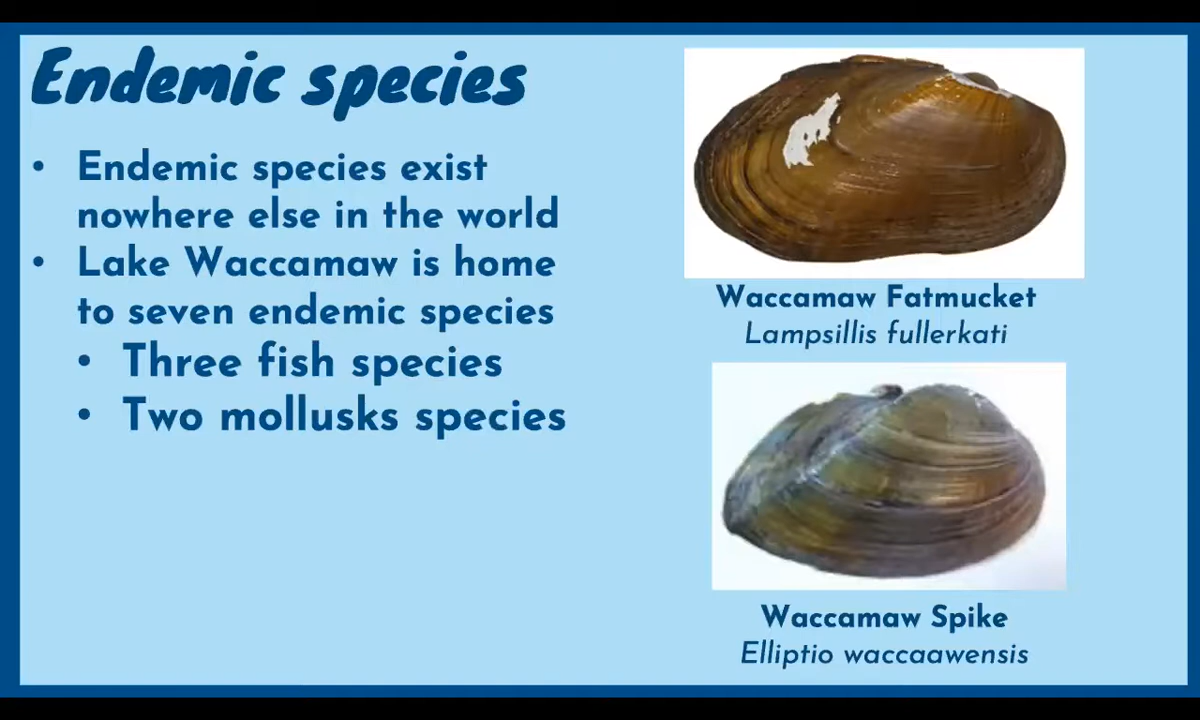 Endemic species
• Endemic species exist
nowhere else in the world
• Lake Waccamaw is home
to seven endemic species
• Three fish species
• Two mollusks species
Waccamaw Fatmucket
Lampsillis fullerkati
Waccamaw Spike
Elliptio waccaawensis